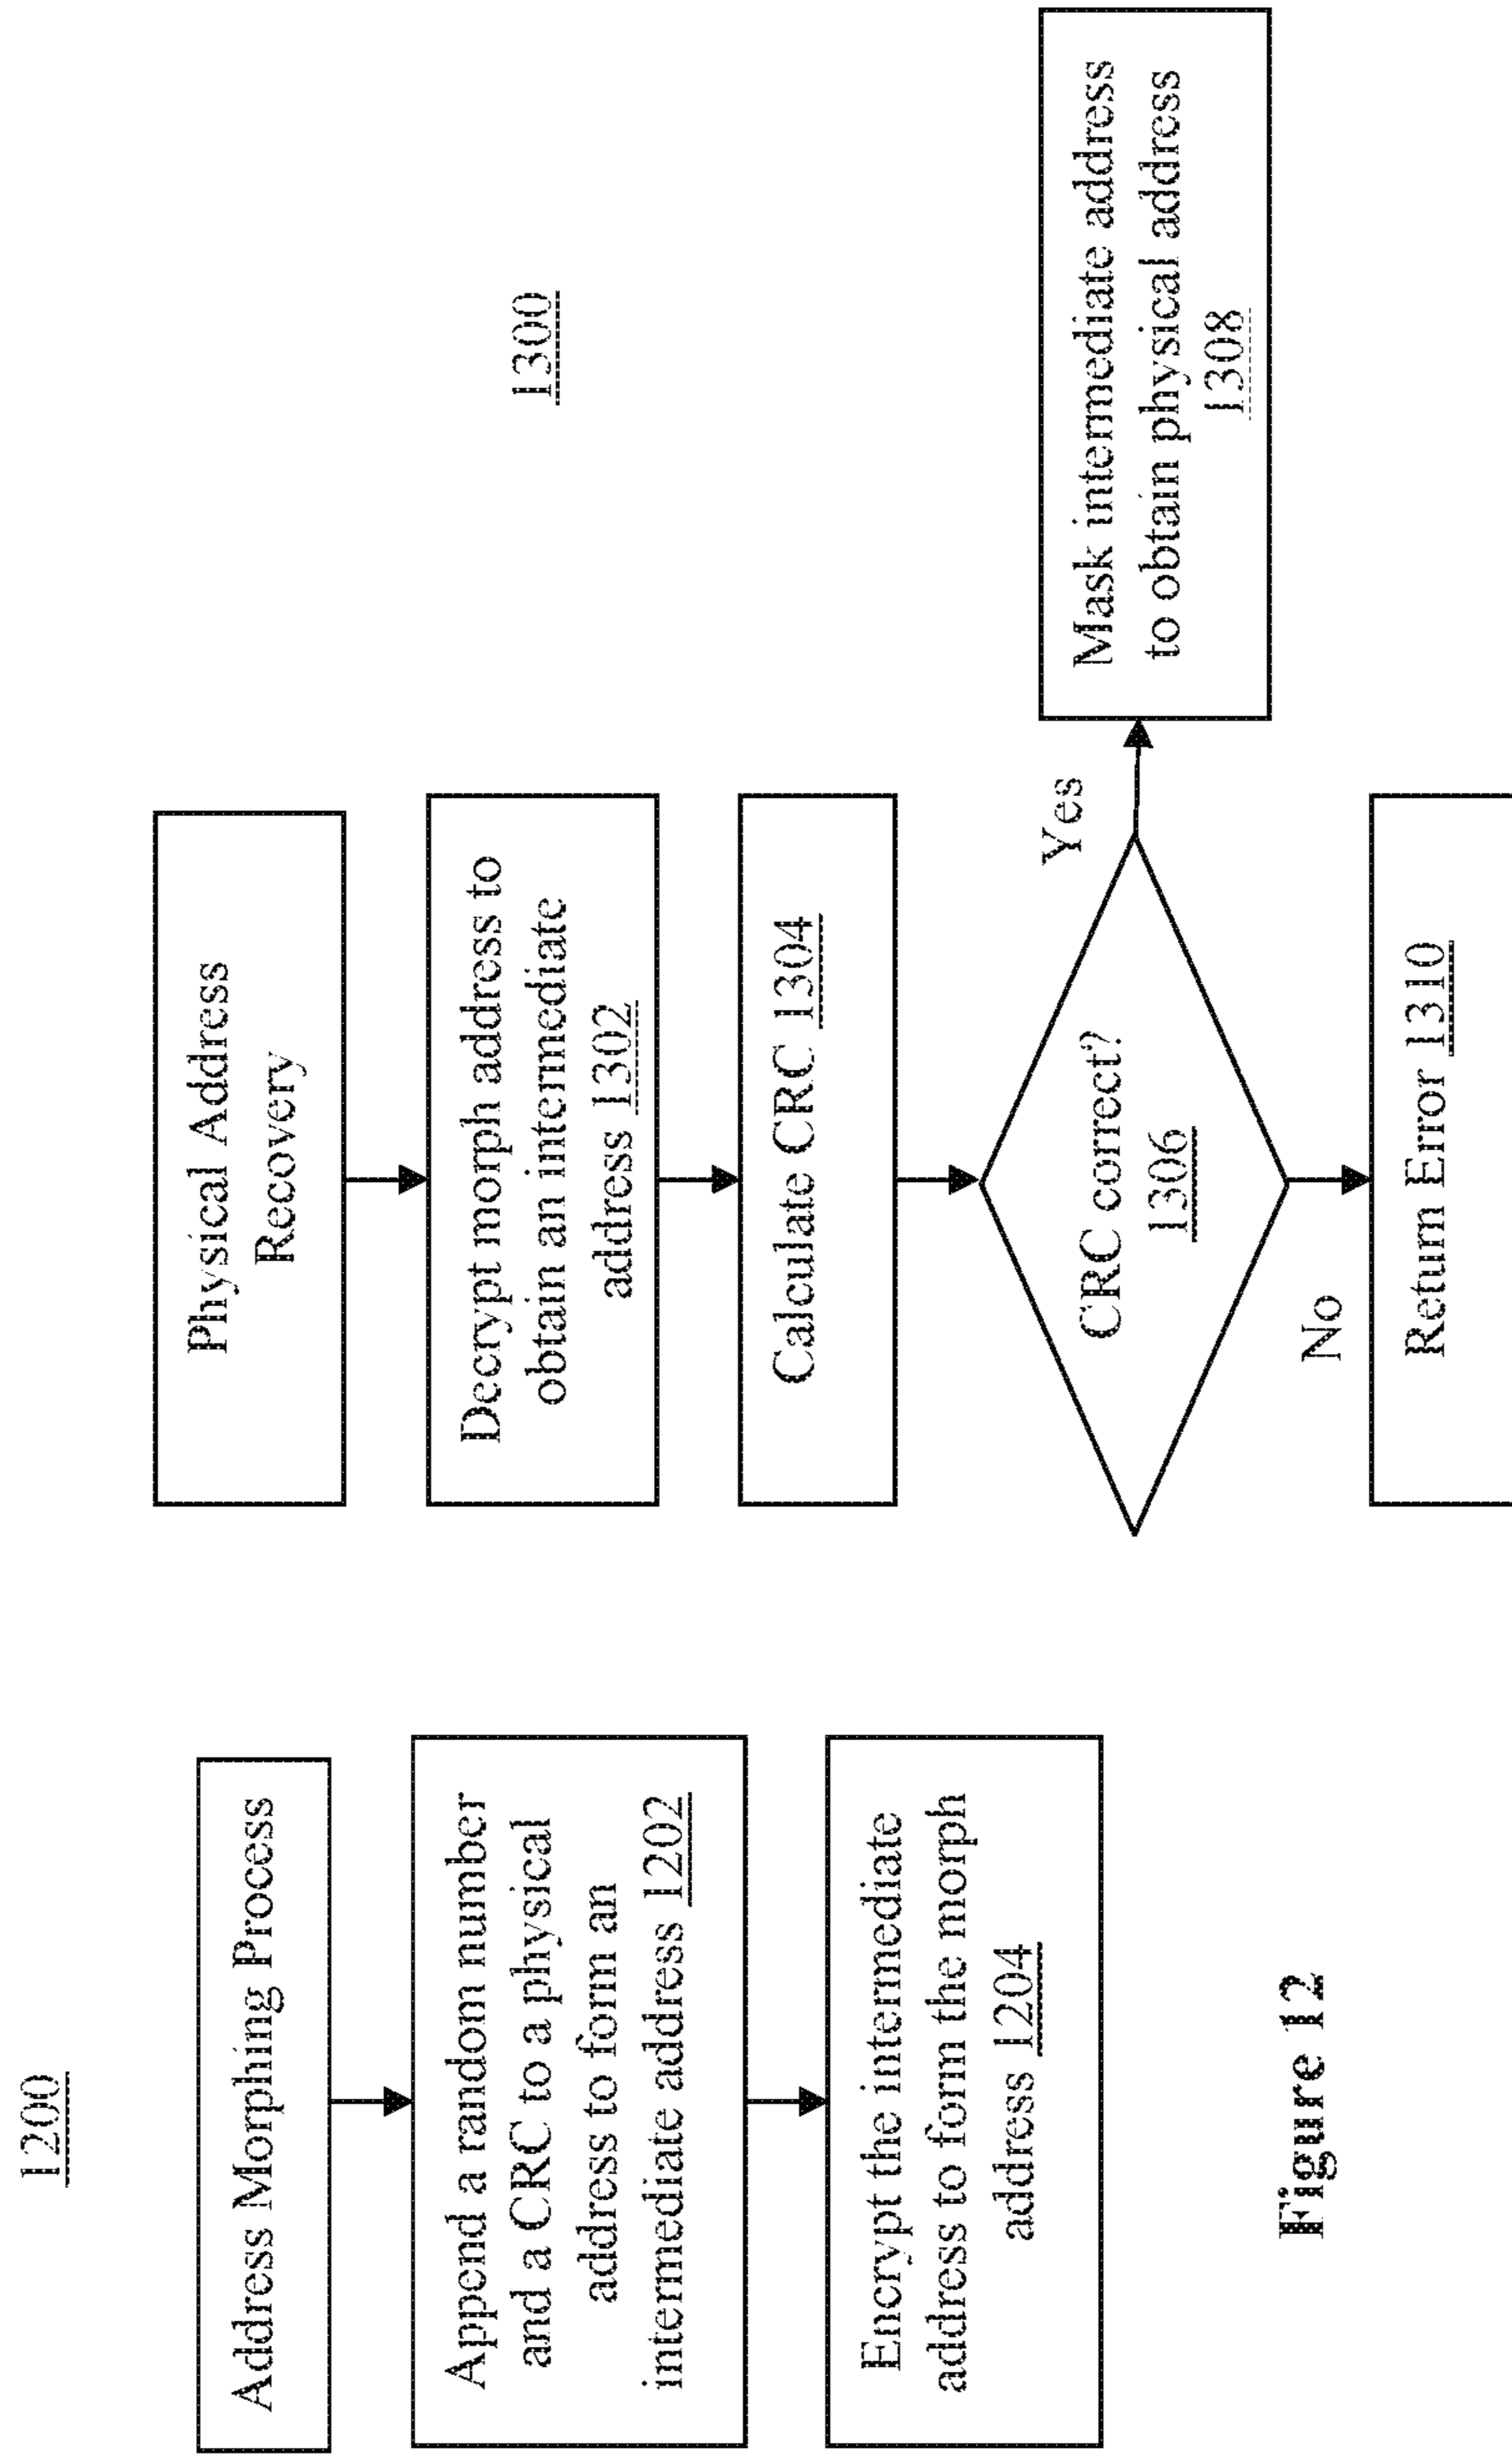 1200
Address Morphing Process
Append a random number
and a CRC to a physical
address to form an
intermediate address 1202
Encrypt the intermediate
address to form the morph
address 1204
Figure 12
1300
Physical Address
Recovery
Decrypt morph address to
obtain an intermediate
address 1302
Calculate CRC 1304
CRC correct?
1306
Yes
Mask intermediate address
to obtain physical address
1308
No
Return Error 1310